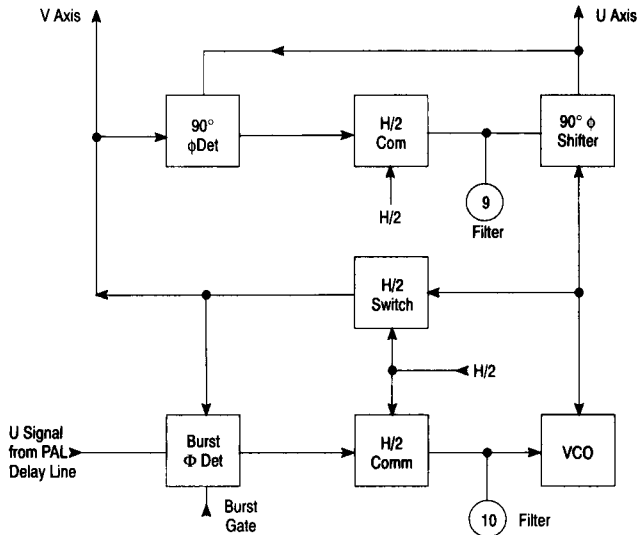 V Axis
U Axis
90°
ϕDet
H/2
Com
90° ϕ
Shifter
H/2
9
Filter
H/2
Switch
H/2
U Signal
from PAL
Delay Line
Burst
Φ Det
H/2
Comm
VCO
Burst
Gate
10
Filter